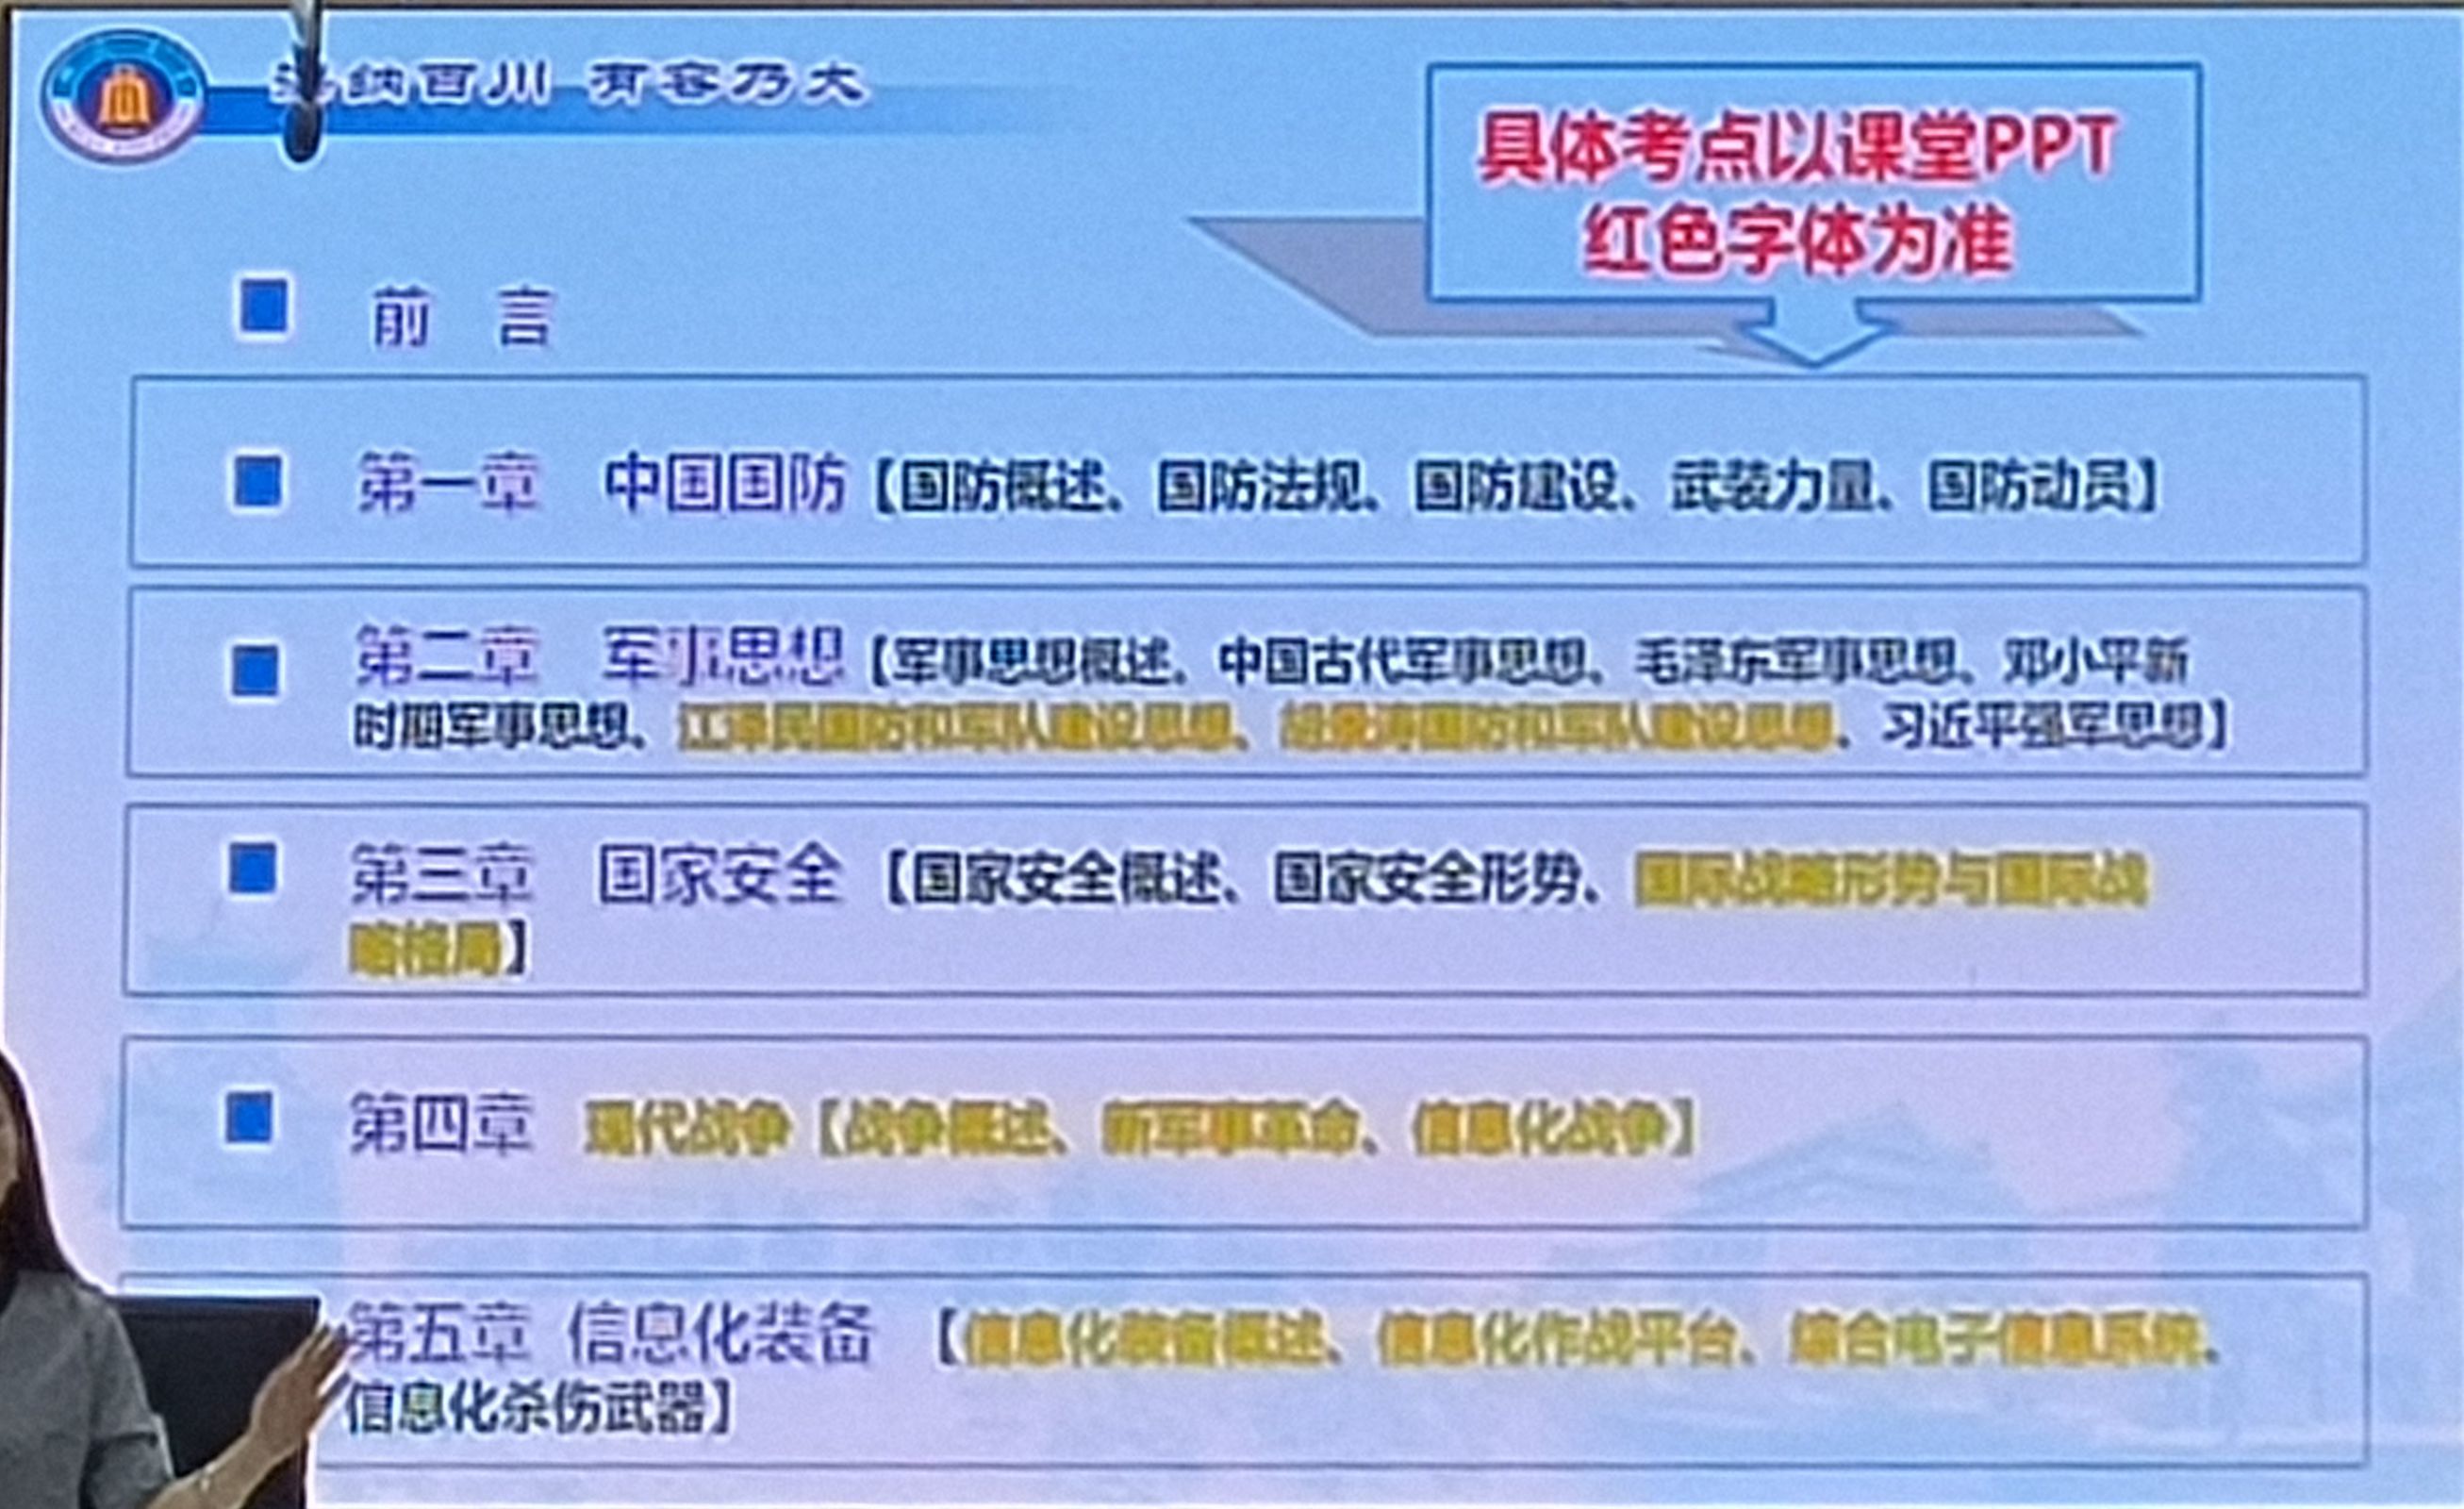 纳百川 有容乃大
具体考点以课堂PPT
红色字体为准
前 言
第一章 中国国防【国防概述、国防法规、国防建设、武装力量、国防动员】
第二章 军事思想【军事思想概述、中国古代军事思想、毛泽东军事思想、邓小平新
时期军事思想、江泽民国防和军队建设思想、胡锦涛国防和军队建设思想、习近平强军思想】
第三章 国家安全【国家安全概述、国家安全形势、国际战略形势与国际战
略格局】
第四章 现代战争【战争概述、新军事革命、信息化战争】
第五章 信息化装备 【信息化装备概述、信息化作战平台、综合电子信息系统、
信息化杀伤武器】